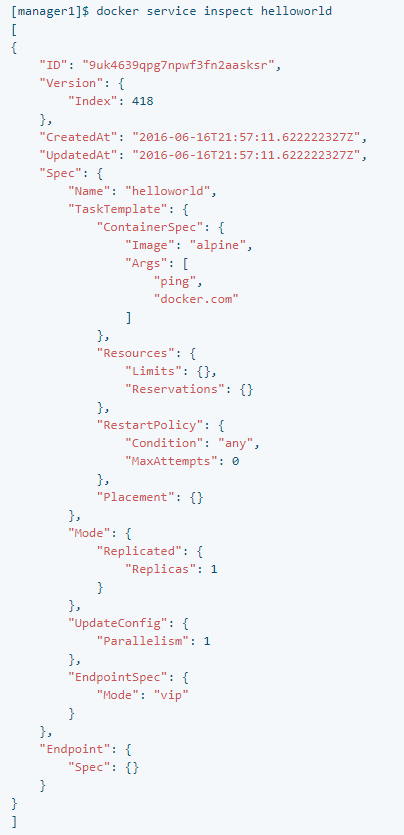 [manager1]$ docker service inspect helloworld
[
{
    "ID": "9uk4639qpg7npwf3fn2aasksr",
    "Version": {
        "Index": 418
    },
    "CreatedAt": "2016-06-16T21:57:11.622222327Z",
    "UpdatedAt": "2016-06-16T21:57:11.622222327Z",
    "Spec": {
        "Name": "helloworld",
        "TaskTemplate": {
            "ContainerSpec": {
                "Image": "alpine",
                "Args": [
                    "ping",
                    "docker.com"
                ]
            },
            "Resources": {
                "Limits": {},
                "Reservations": {}
            },
            "RestartPolicy": {
                "Condition": "any",
                "MaxAttempts": 0
            },
            "Placement": {}
        },
        "Mode": {
            "Replicated": {
                "Replicas": 1
            }
        },
        "UpdateConfig": {
            "Parallelism": 1
        },
        "EndpointSpec": {
            "Mode": "vip"
        }
    },
    "Endpoint": {
        "Spec": {}
    }
}
]